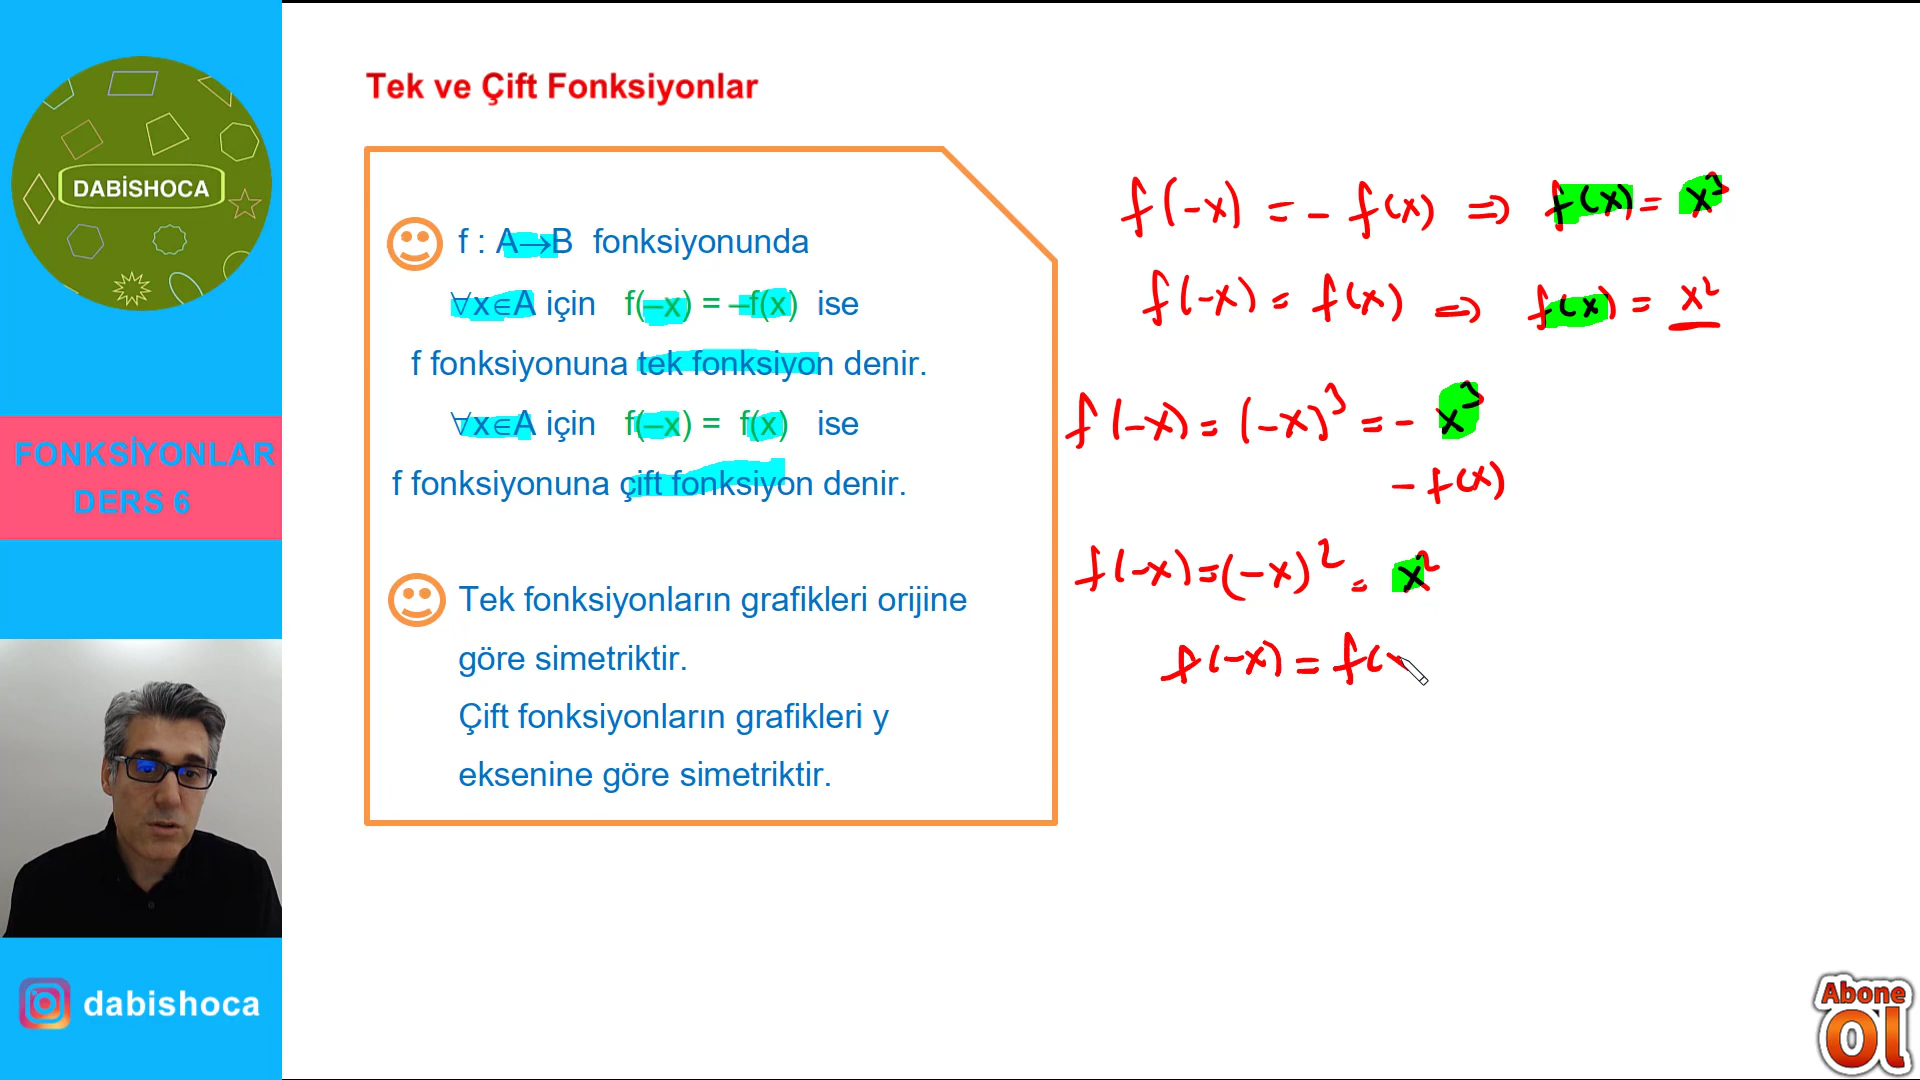 DABİSHOCA
FONKSİYONLAR
DERS 6
dabishoca
Tek ve Çift Fonksiyonlar
f : A→B fonksiyonunda
∀x∈A için f(–x) = –f(x) ise
f fonksiyonuna tek fonksiyon denir.
∀x∈A için f(–x) = f(x) ise
f fonksiyonuna çift fonksiyon denir.
Tek fonksiyonların grafikleri orijine
göre simetriktir.
Çift fonksiyonların grafikleri y
eksenine göre simetriktir.
f(-x) = - f(x) ⇒ f(x) = x³
f(-x) = f(x) ⇒ f(x) = x²
f(-x) = (-x)³ = - x³
- f(x)
f(-x) = (-x)² = x²
f(-x) = f(
Abone
Ol